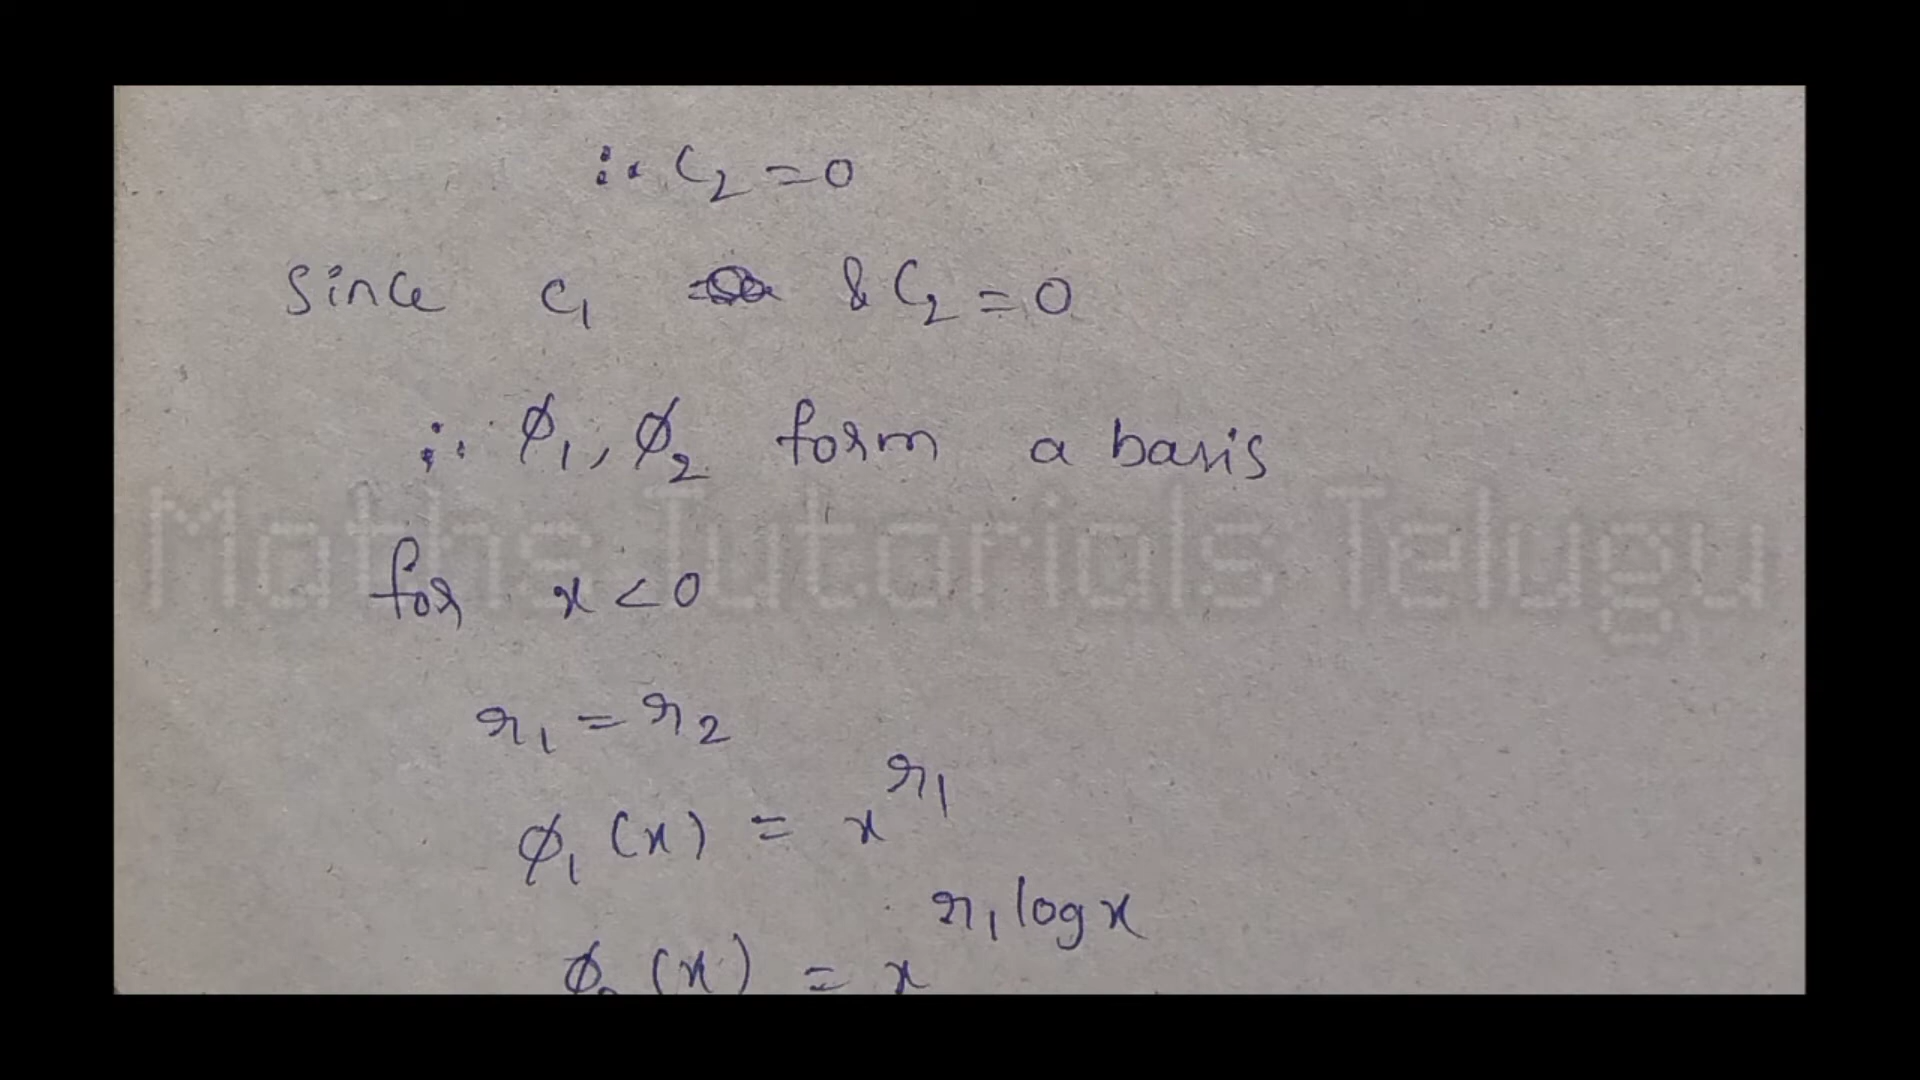 ∴ C₂ = 0
Since C₁ & C₂ = 0
∴ ϕ₁, ϕ₂ form a basis
Maths Tutorials Telugu
for x < 0
r₁ = r₂
ϕ₁(x) = x^r₁
ϕ₂(x) = x^r₁ log x